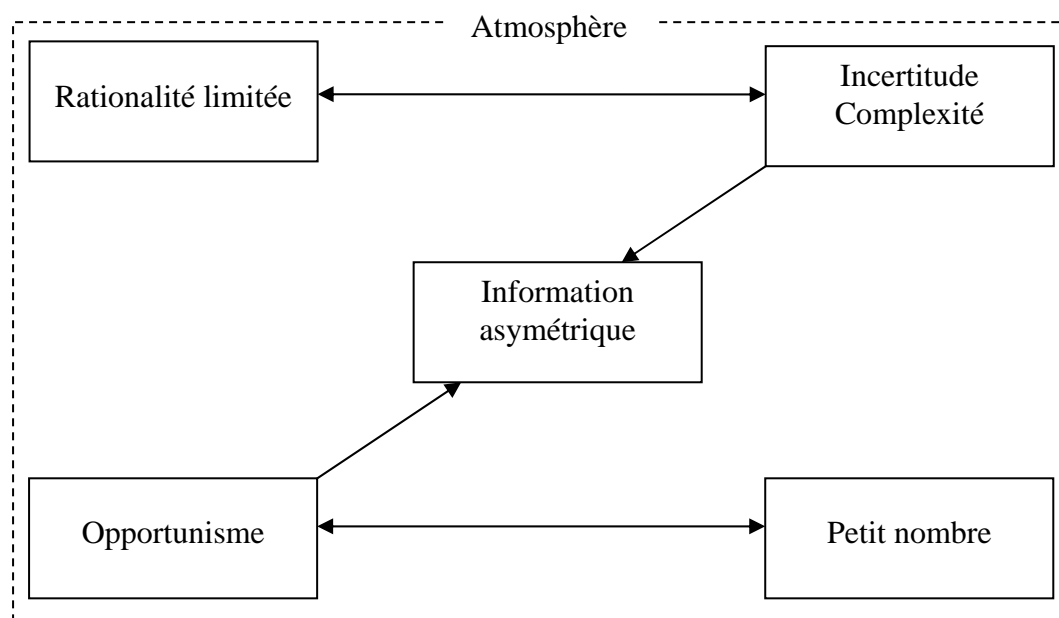 Atmosphère
Rationalité limitée
Incertitude
Complexité
Information
asymétrique
Opportunisme
Petit nombre